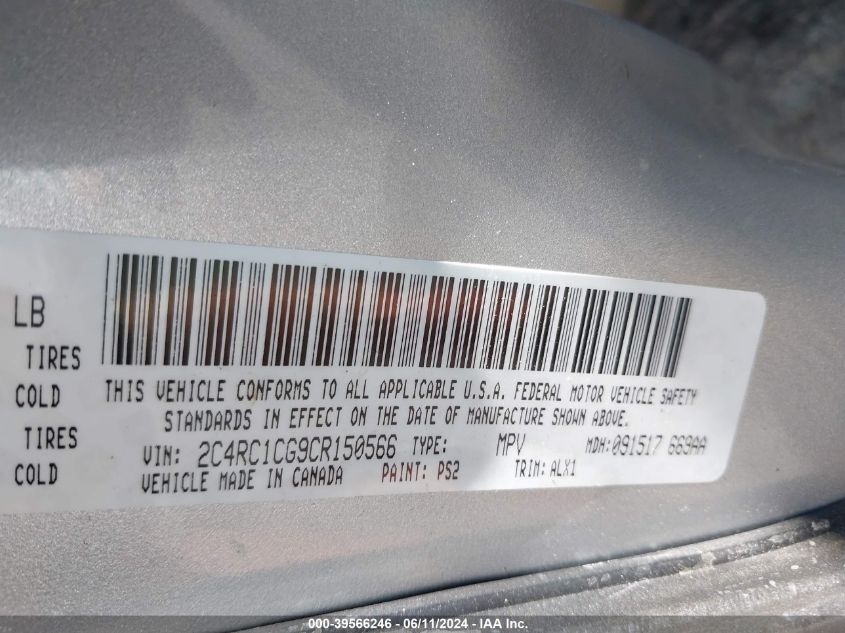 LB
TIRES
COLD
TIRES
COLD
THIS VEHICLE CONFORMS TO ALL APPLICABLE U.S.A. FEDERAL MOTOR VEHICLE SAFETY
STANDARDS IN EFFECT ON THE DATE OF MANUFACTURE SHOWN ABOVE.
VIN: 2C4RC1CG9CR150566 TYPE: MPV MDH:091517 669AA
VEHICLE MADE IN CANADA PAINT: PS2 TRIM: ALX1
000-39566246 - 06/11/2024 - IAA Inc.